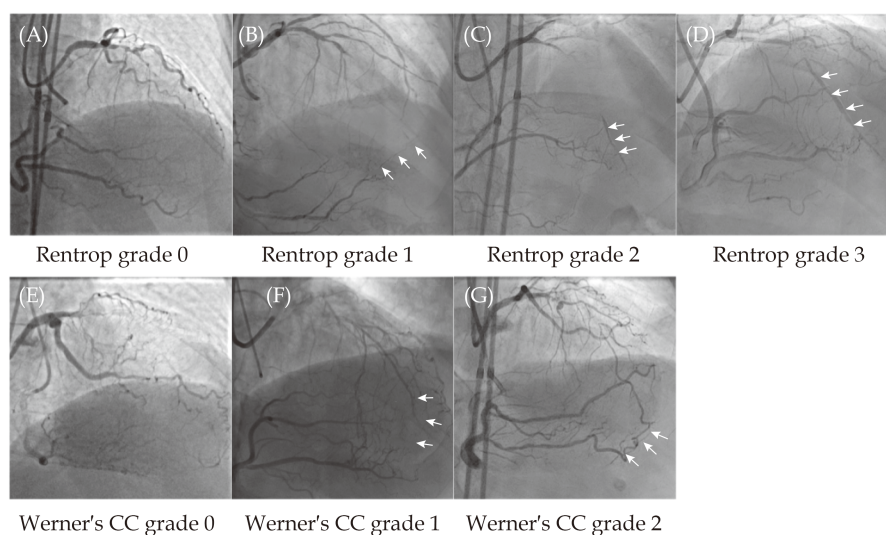 (A) (B) (C) (D)
Rentrop grade 0 Rentrop grade 1 Rentrop grade 2 Rentrop grade 3
(E) (F) (G)
Werner's CC grade 0 Werner's CC grade 1 Werner's CC grade 2